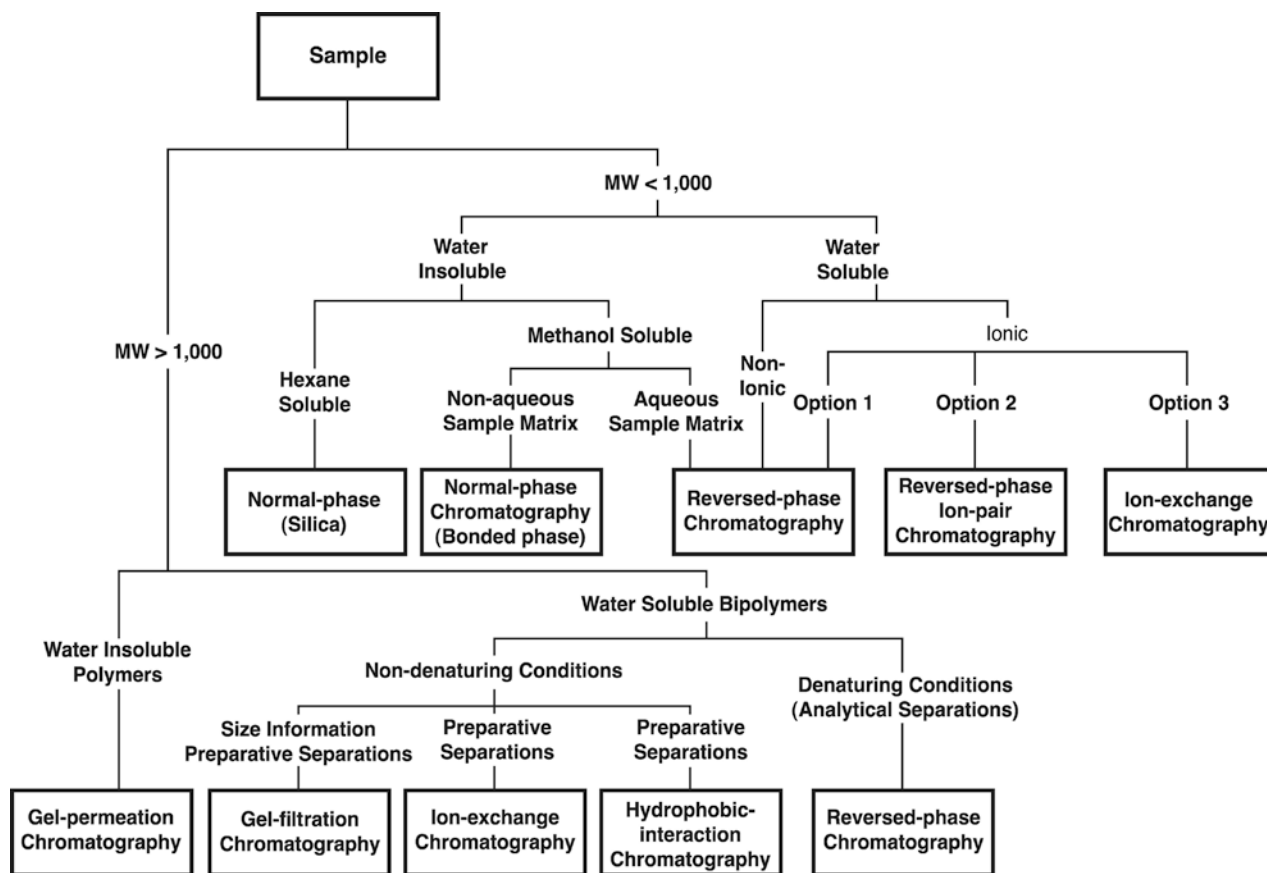 Sample
MW < 1,000
Water
Insoluble
Water
Soluble
MW > 1,000
Hexane
Soluble
Methanol Soluble
Non-aqueous
Sample Matrix
Aqueous
Sample Matrix
Non-
Ionic
Ionic
Option 1
Option 2
Option 3
Normal-phase
(Silica)
Normal-phase
Chromatography
(Bonded phase)
Reversed-phase
Chromatography
Reversed-phase
Ion-pair
Chromatography
Ion-exchange
Chromatography
Water Soluble Bipolymers
Water Insoluble
Polymers
Non-denaturing Conditions
Denaturing Conditions
(Analytical Separations)
Size Information
Preparative Separations
Preparative
Separations
Preparative
Separations
Gel-permeation
Chromatography
Gel-filtration
Chromatography
Ion-exchange
Chromatography
Hydrophobic-
interaction
Chromatography
Reversed-phase
Chromatography